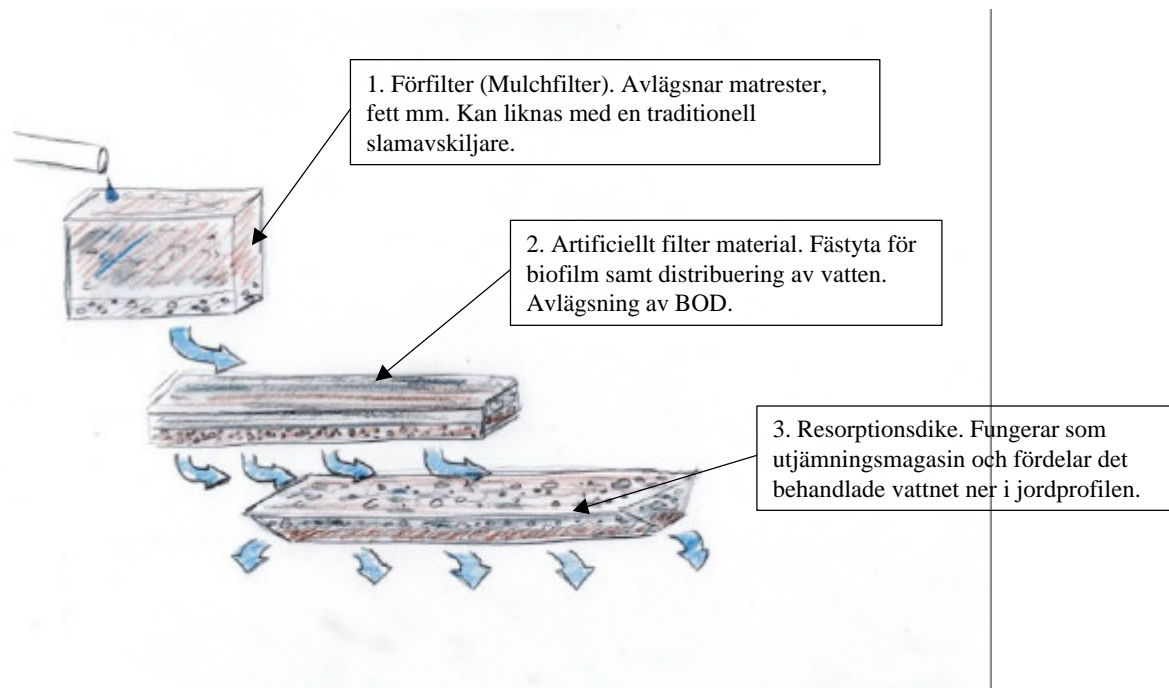 1. Förfilter (Mulchfilter). Avlägsnar matrester,
fett mm. Kan liknas med en traditionell
slamavskiljare.
2. Artificiellt filter material. Fästyta för
biofilm samt distribuering av vatten.
Avlägsning av BOD.
3. Resorptionsdike. Fungerar som
utjämningsmagasin och fördelar det
behandlade vattnet ner i jordprofilen.